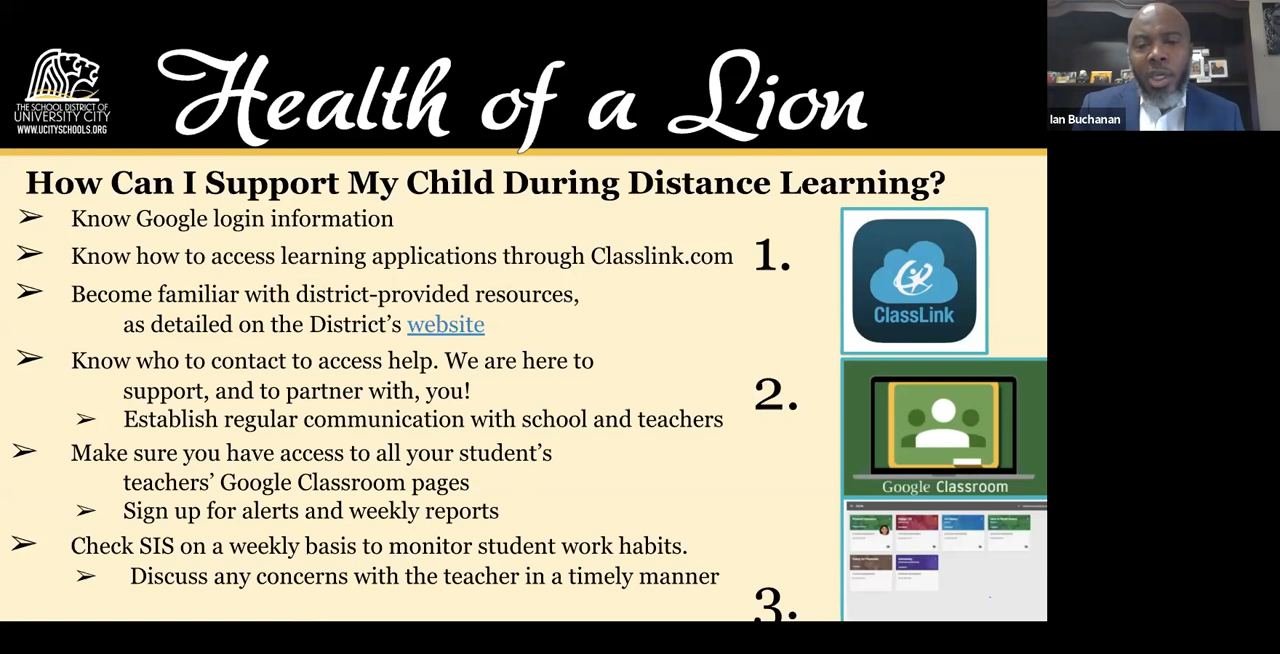 THE SCHOOL DISTRICT OF
UNIVERSITY CITY
WWW.UCITYSCHOOLS.ORG
Health of a Lion
Ian Buchanan
How Can I Support My Child During Distance Learning?
➢ Know Google login information
➢ Know how to access learning applications through Classlink.com
➢ Become familiar with district-provided resources,
as detailed on the District's website
➢ Know who to contact to access help. We are here to
support, and to partner with, you!
➢ Establish regular communication with school and teachers
➢ Make sure you have access to all your student's
teachers' Google Classroom pages
➢ Sign up for alerts and weekly reports
➢ Check SIS on a weekly basis to monitor student work habits.
➢ Discuss any concerns with the teacher in a timely manner
1.
ClassLink
2.
Google Classroom
3.